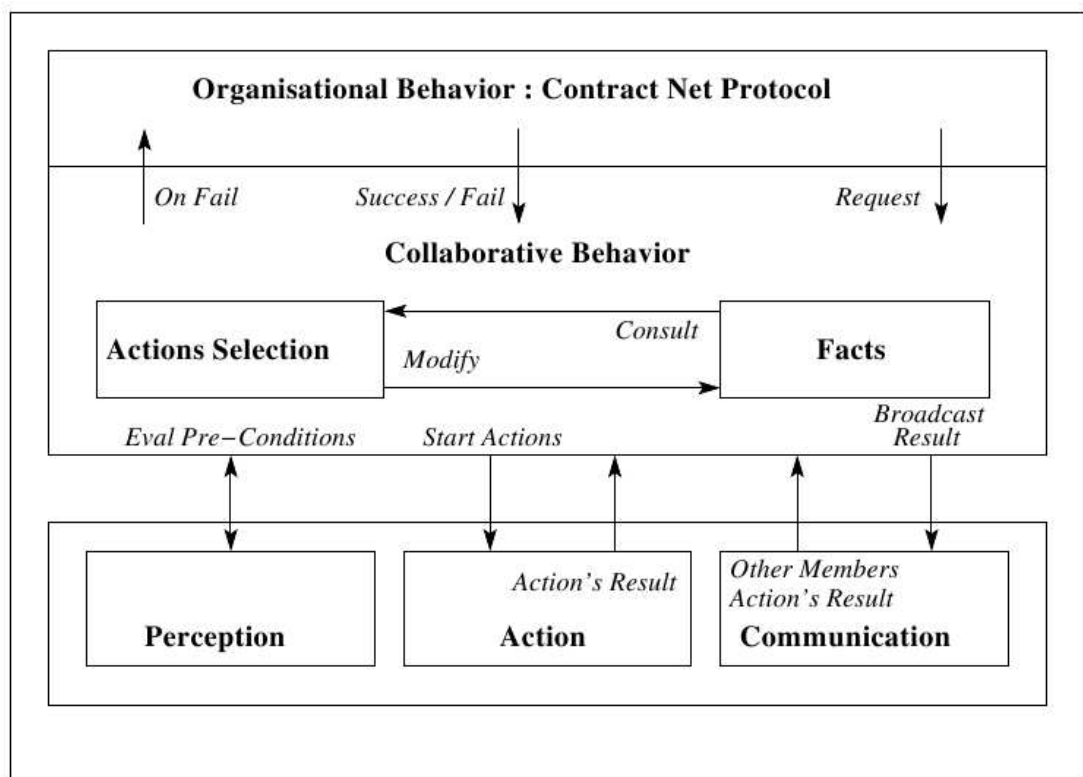 Organisational Behavior : Contract Net Protocol
On Fail
Success / Fail
Request
Collaborative Behavior
Actions Selection
Consult
Modify
Facts
Eval Pre−Conditions
Start Actions
Broadcast
Result
Action's Result
Other Members
Action's Result
Perception
Action
Communication